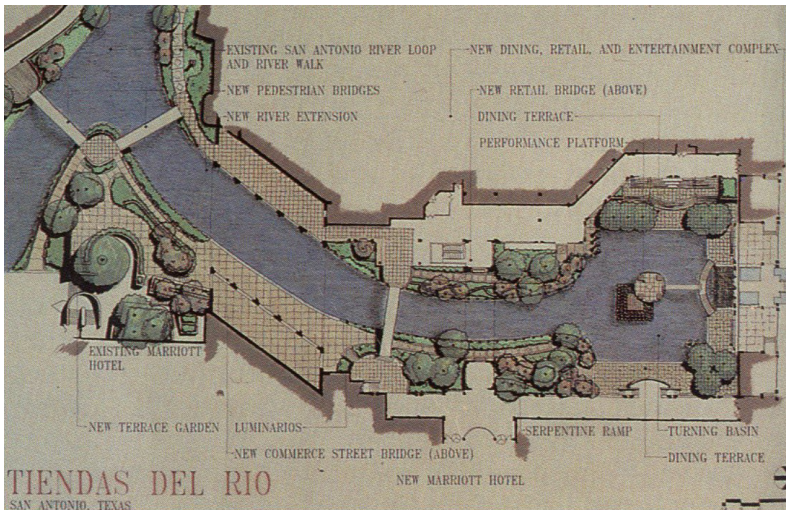 EXISTING SAN ANTONIO RIVER LOOP
AND RIVER WALK
NEW PEDESTRIAN BRIDGES
NEW RIVER EXTENSION
NEW DINING, RETAIL, AND ENTERTAINMENT COMPLEX
NEW RETAIL BRIDGE (ABOVE)
DINING TERRACE
PERFORMANCE PLATFORM
EXISTING MARRIOTT
HOTEL
NEW TERRACE GARDEN
LUMINARIOS
NEW COMMERCE STREET BRIDGE (ABOVE)
NEW MARRIOTT HOTEL
SERPENTINE RAMP
TURNING BASIN
DINING TERRACE
TIENDAS DEL RIO
SAN ANTONIO, TEXAS